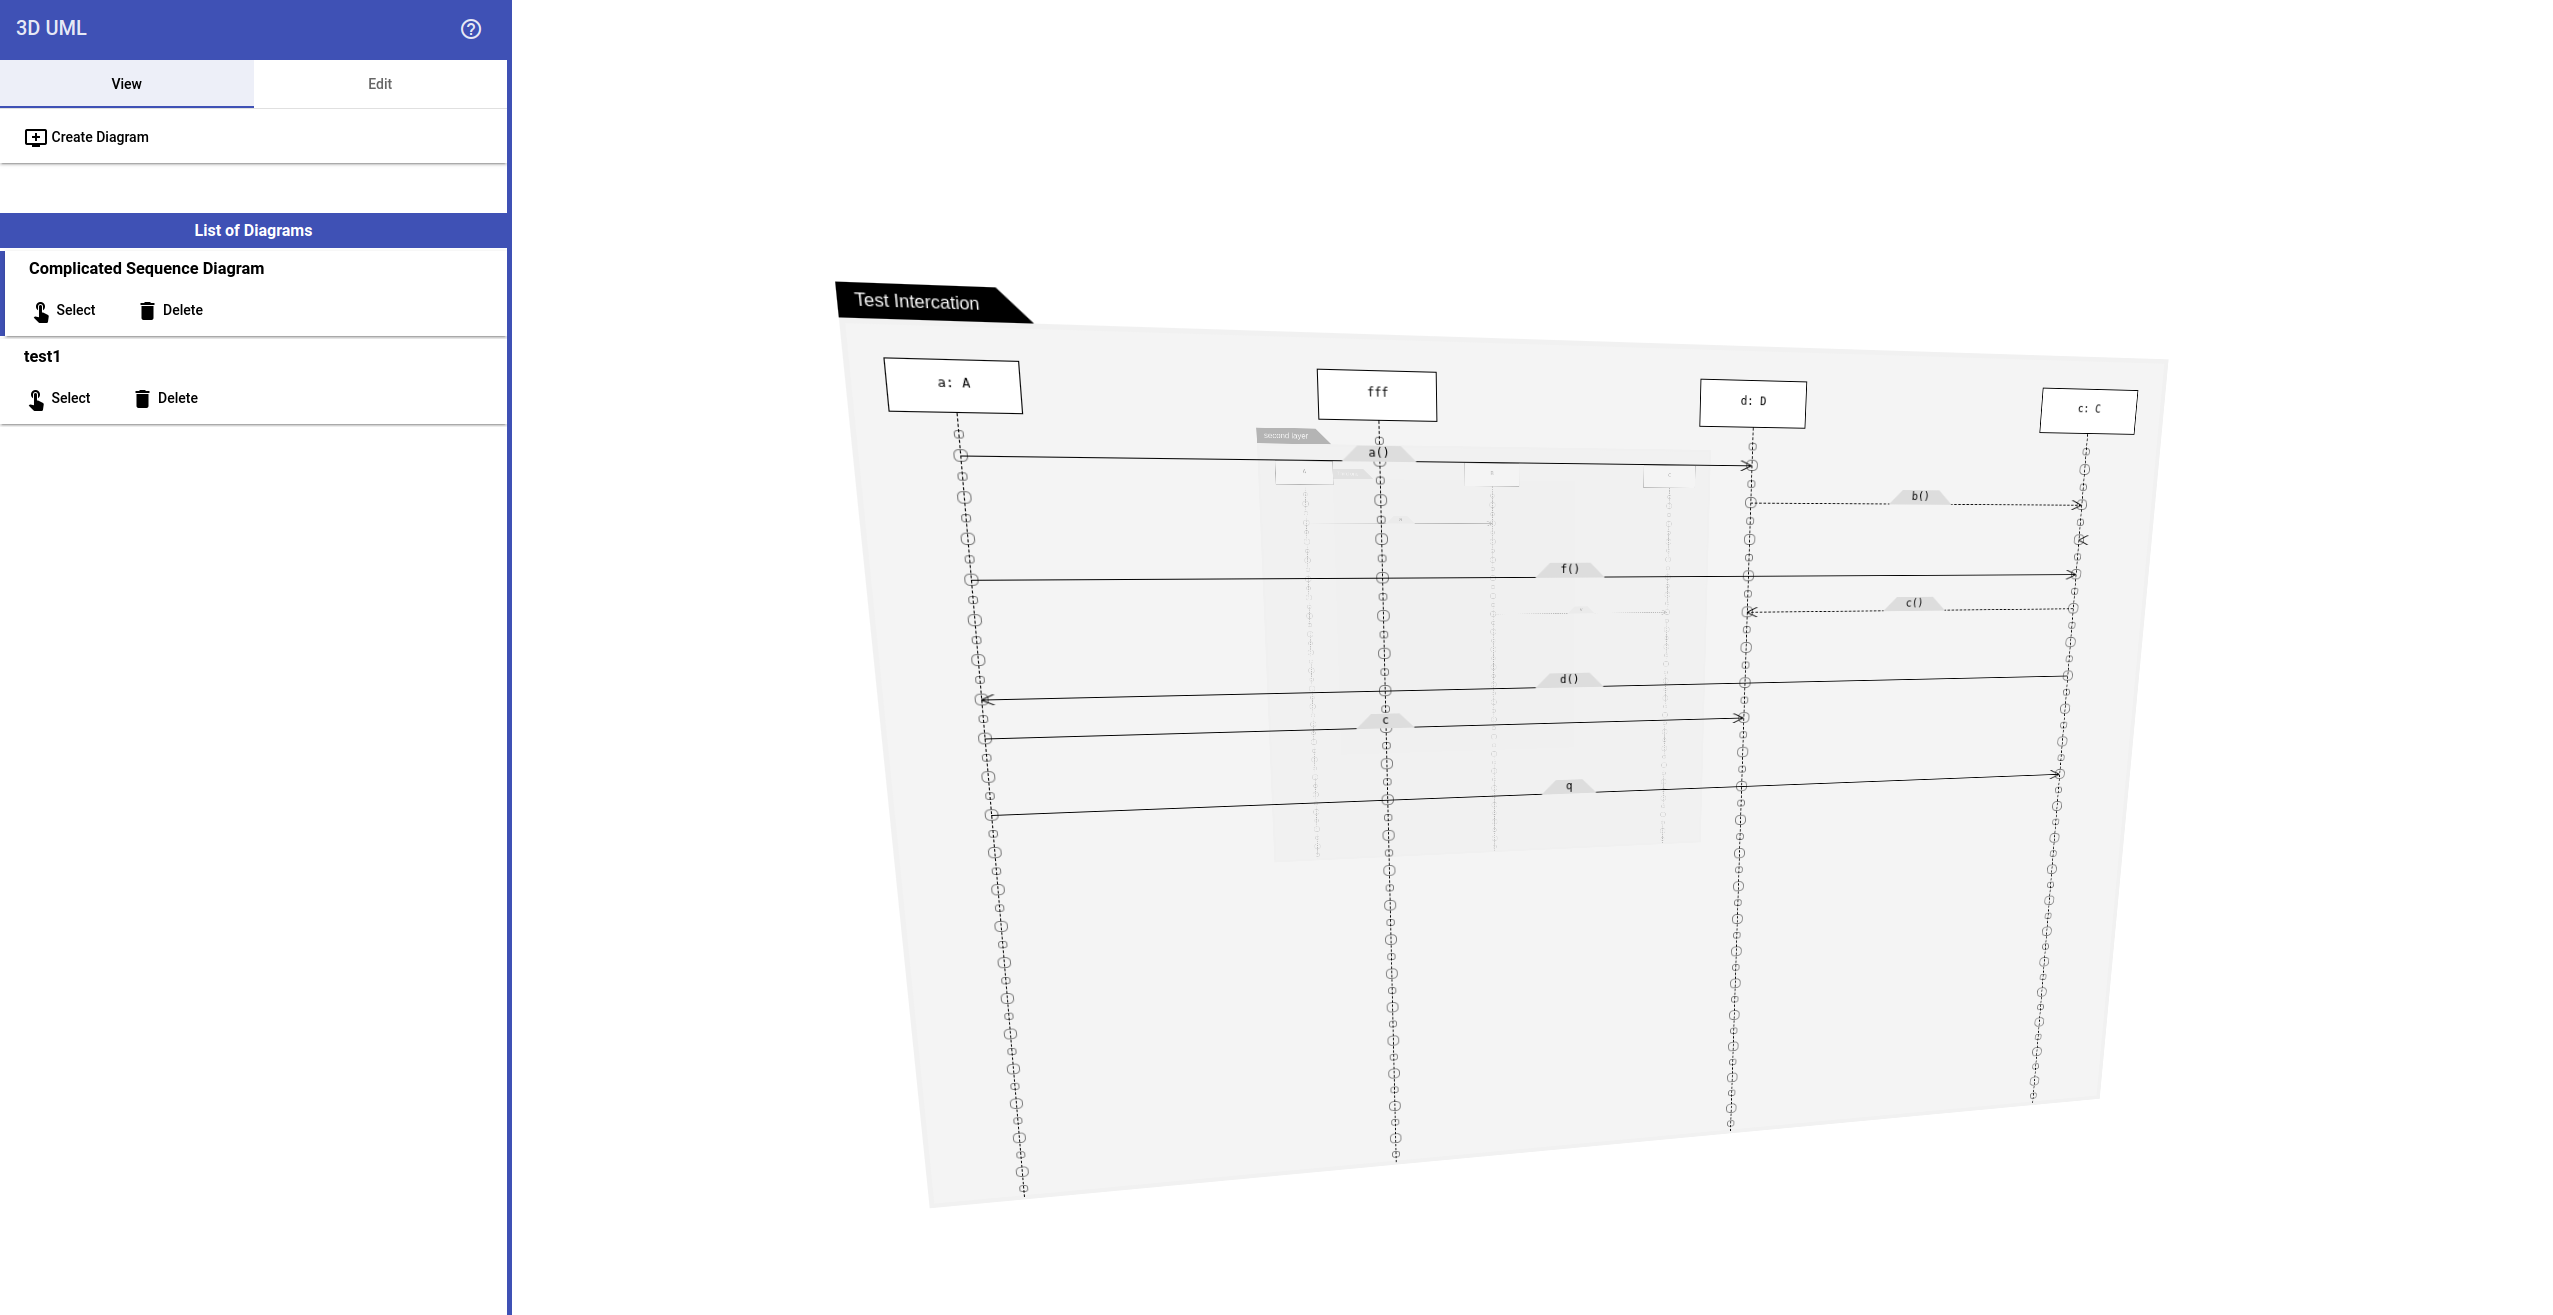 3D UML
View
Edit
Create Diagram
List of Diagrams
Complicated Sequence Diagram
Select
Delete
test1
Select
Delete
Test Intercation
a: A
fff
d: D
c: C
second layer
a()
b()
f()
c()
d()
c
q